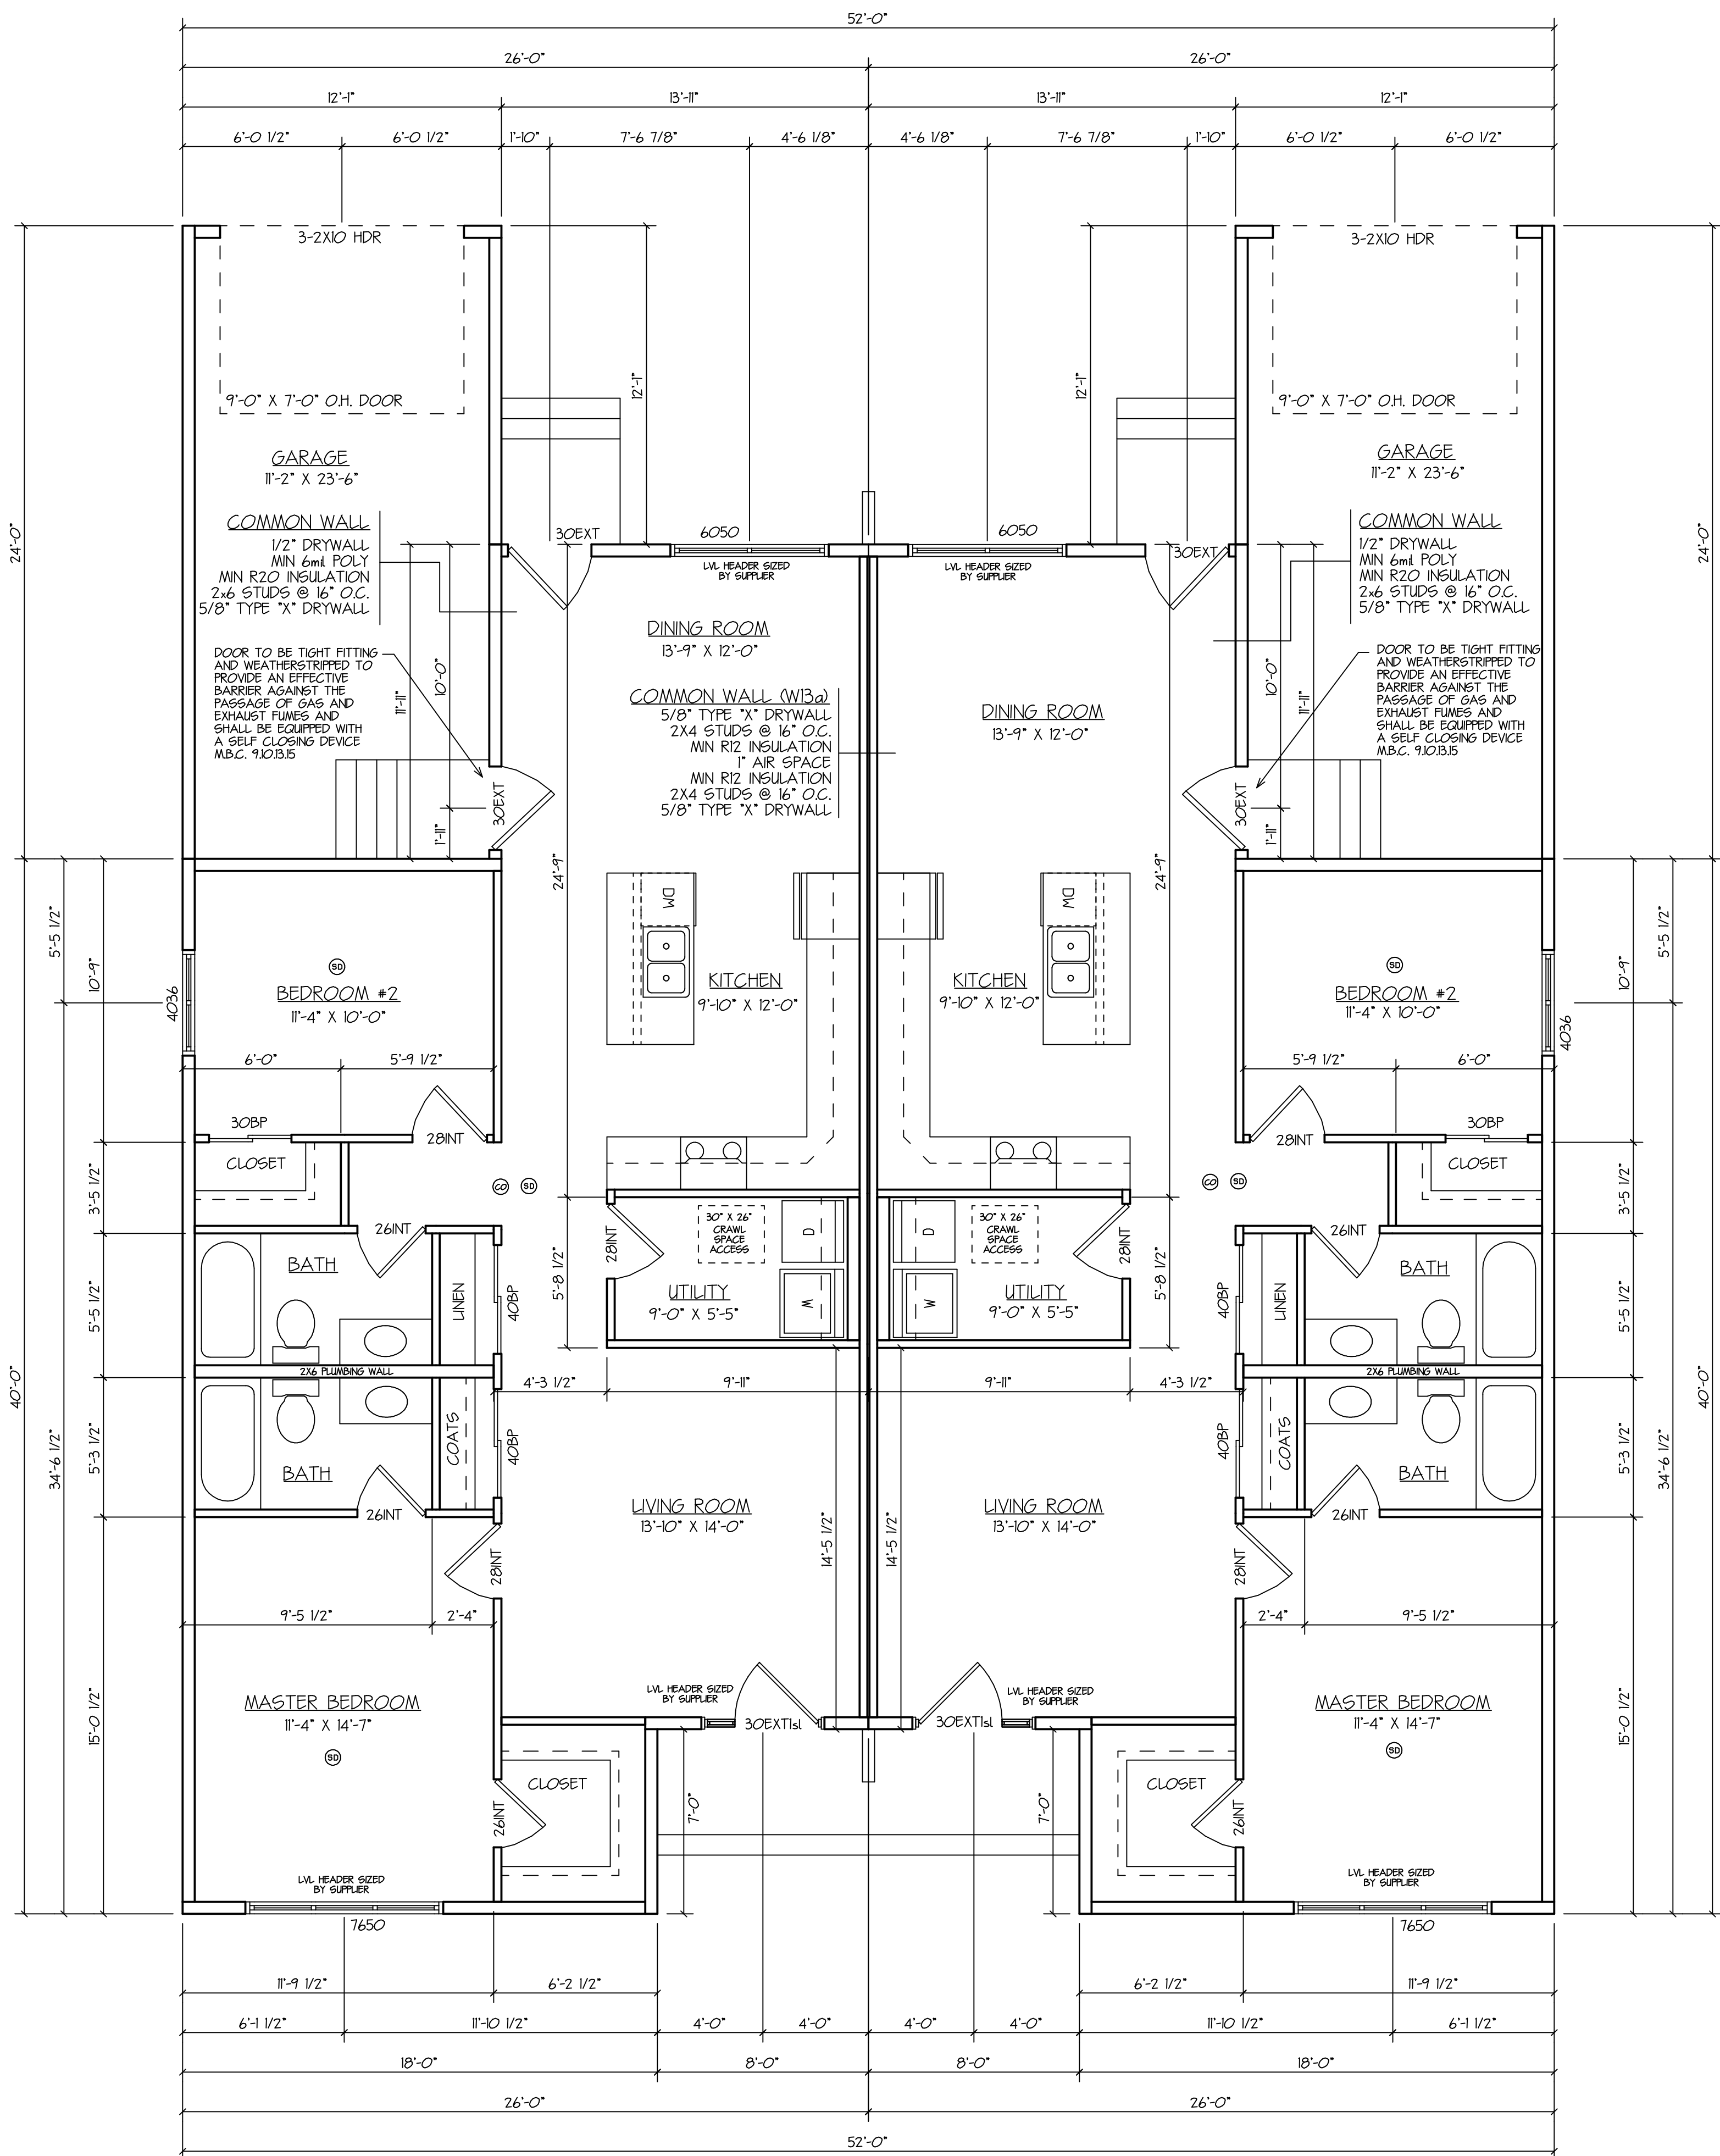 52'-0"
26'-0" 26'-0"
12'-1" 13'-11" 13'-11" 12'-1"
6'-0 1/2" 6'-0 1/2" 1'-10" 7'-6 7/8" 4'-6 1/8" 4'-6 1/8" 7'-6 7/8" 1'-10" 6'-0 1/2" 6'-0 1/2"
3-2X10 HDR
3-2X10 HDR
12'-1"
12'-1"
9'-0" X 7'-0" O.H. DOOR
9'-0" X 7'-0" O.H. DOOR
GARAGE
11'-2" X 23'-6"
GARAGE
11'-2" X 23'-6"
24'-0"
24'-0"
COMMON WALL
1/2" DRYWALL
MIN 6mil POLY
MIN R20 INSULATION
2x6 STUDS @ 16" O.C.
5/8" TYPE "X" DRYWALL
COMMON WALL
1/2" DRYWALL
MIN 6mil POLY
MIN R20 INSULATION
2x6 STUDS @ 16" O.C.
5/8" TYPE "X" DRYWALL
30EXT
6050
6050
30EXT
LVL HEADER SIZED
BY SUPPLIER
LVL HEADER SIZED
BY SUPPLIER
DOOR TO BE TIGHT FITTING
AND WEATHERSTRIPPED TO
PROVIDE AN EFFECTIVE
BARRIER AGAINST THE
PASSAGE OF GAS AND
EXHAUST FUMES AND
SHALL BE EQUIPPED WITH
A SELF CLOSING DEVICE
M.B.C. 9.10.13.15
DOOR TO BE TIGHT FITTING
AND WEATHERSTRIPPED TO
PROVIDE AN EFFECTIVE
BARRIER AGAINST THE
PASSAGE OF GAS AND
EXHAUST FUMES AND
SHALL BE EQUIPPED WITH
A SELF CLOSING DEVICE
M.B.C. 9.10.13.15
11'-11"
10'-0"
10'-0"
11'-11"
DINING ROOM
13'-9" X 12'-0"
COMMON WALL (W13a)
5/8" TYPE "X" DRYWALL
2X4 STUDS @ 16" O.C.
MIN R12 INSULATION
1" AIR SPACE
MIN R12 INSULATION
2X4 STUDS @ 16" O.C.
5/8" TYPE "X" DRYWALL
DINING ROOM
13'-9" X 12'-0"
30EXT
1'-11"
30EXT
1'-11"
24'-9"
24'-9"
DW
DW
5'-5 1/2"
10'-9"
10'-9"
5'-5 1/2"
4036
4036
SD
BEDROOM #2
11'-4" X 10'-0"
KITCHEN
9'-10" X 12'-0"
KITCHEN
9'-10" X 12'-0"
SD
BEDROOM #2
11'-4" X 10'-0"
6'-0" 5'-9 1/2"
5'-9 1/2" 6'-0"
30BP
28INT
28INT
30BP
CLOSET
CLOSET
CO SD
CO SD
3'-5 1/2"
3'-5 1/2"
26INT
26INT
28INT
30" X 26"
CRAWL
SPACE
ACCESS
D
D
30" X 26"
CRAWL
SPACE
ACCESS
28INT
BATH
BATH
LINEN
40BP
5'-8 1/2"
UTILITY
9'-0" X 5'-5"
W
W
UTILITY
9'-0" X 5'-5"
5'-8 1/2"
40BP
LINEN
5'-5 1/2"
5'-5 1/2"
2X6 PLUMBING WALL
2X6 PLUMBING WALL
4'-3 1/2" 9'-11" 9'-11" 4'-3 1/2"
40'-0"
34'-6 1/2"
5'-3 1/2"
5'-3 1/2"
34'-6 1/2"
40'-0"
COATS
40BP
40BP
COATS
BATH
BATH
26INT
26INT
LIVING ROOM
13'-10" X 14'-0"
LIVING ROOM
13'-10" X 14'-0"
14'-5 1/2"
14'-5 1/2"
28INT
28INT
9'-5 1/2" 2'-4"
2'-4" 9'-5 1/2"
15'-0 1/2"
15'-0 1/2"
MASTER BEDROOM
11'-4" X 14'-7"
SD
MASTER BEDROOM
11'-4" X 14'-7"
SD
LVL HEADER SIZED
BY SUPPLIER
LVL HEADER SIZED
BY SUPPLIER
30EXT1sl
30EXT1sl
CLOSET
CLOSET
26INT
26INT
7'-0"
7'-0"
LVL HEADER SIZED
BY SUPPLIER
LVL HEADER SIZED
BY SUPPLIER
7650
7650
11'-9 1/2" 6'-2 1/2" 6'-2 1/2" 11'-9 1/2"
6'-1 1/2" 11'-10 1/2" 4'-0" 4'-0" 4'-0" 4'-0" 11'-10 1/2" 6'-1 1/2"
18'-0" 8'-0" 8'-0" 18'-0"
26'-0" 26'-0"
52'-0"